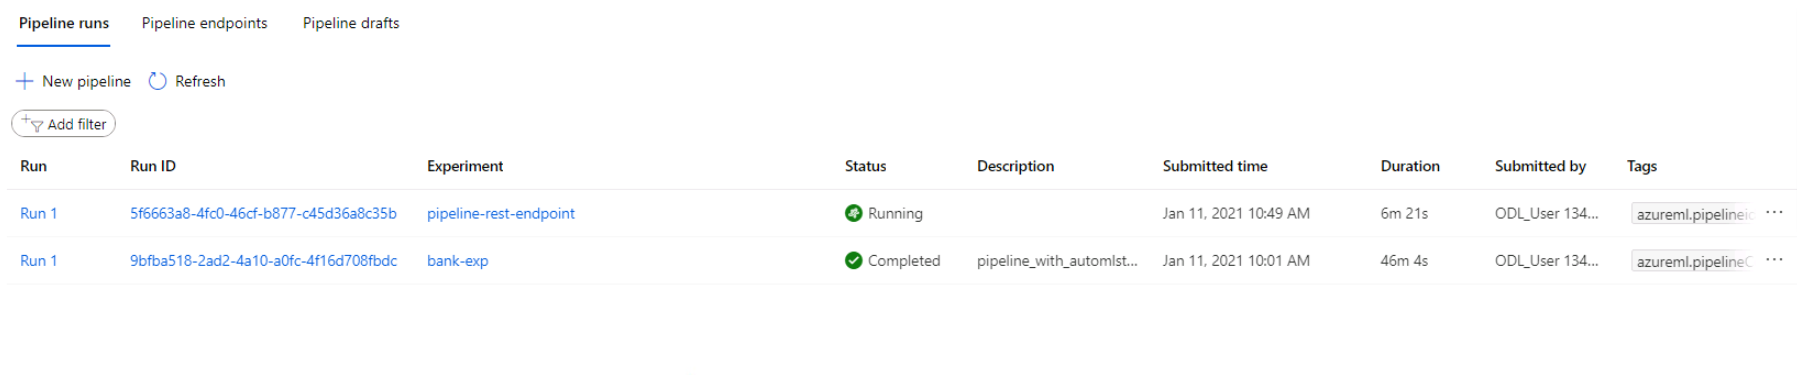 Pipeline runs Pipeline endpoints Pipeline drafts
New pipeline Refresh
Add filter
Run Run ID Experiment Status Description Submitted time Duration Submitted by Tags
Run 1 5f6663a8-4fc0-46cf-b877-c45d36a8c35b pipeline-rest-endpoint Running Jan 11, 2021 10:49 AM 6m 21s ODL_User 134... azureml.pipelineid ...
Run 1 9bfba518-2ad2-4a10-a0fc-4f16d708fbdc bank-exp Completed pipeline_with_automlst... Jan 11, 2021 10:01 AM 46m 4s ODL_User 134... azureml.pipelineC ...